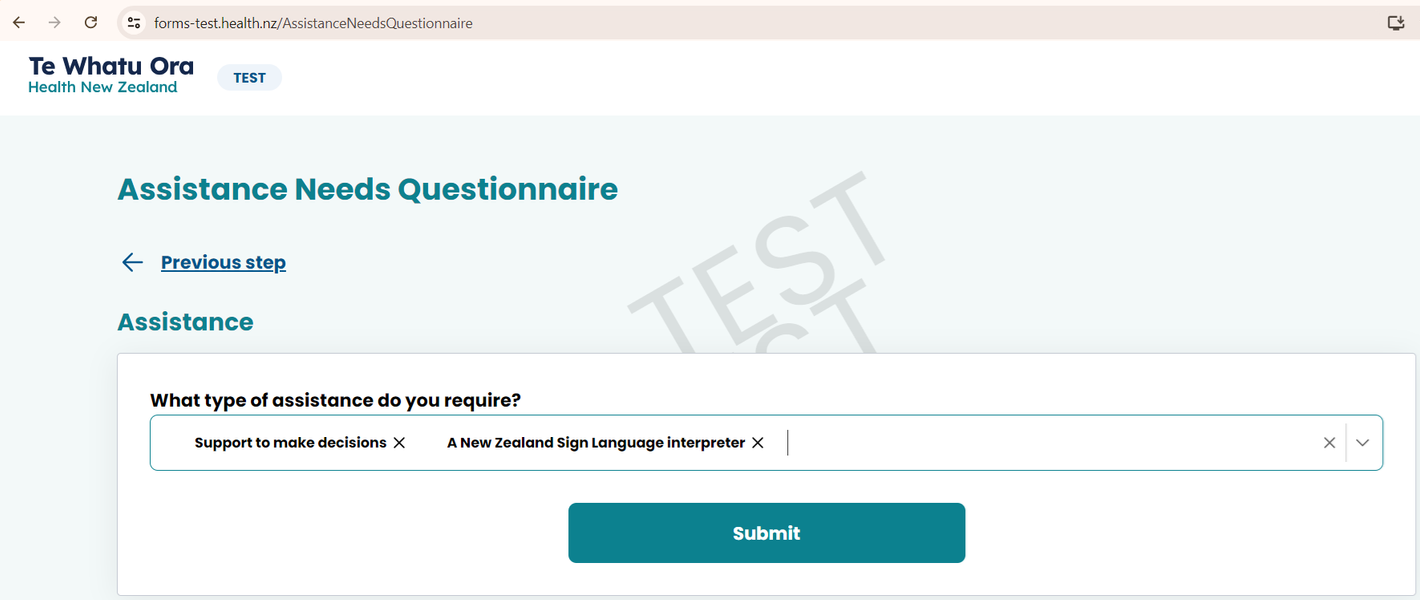 forms-test.health.nz/AssistanceNeedsQuestionnaire
Te Whatu Ora
Health New Zealand
TEST
Assistance Needs Questionnaire
TEST
Previous step
Assistance
What type of assistance do you require?
Support to make decisions A New Zealand Sign Language interpreter
Submit